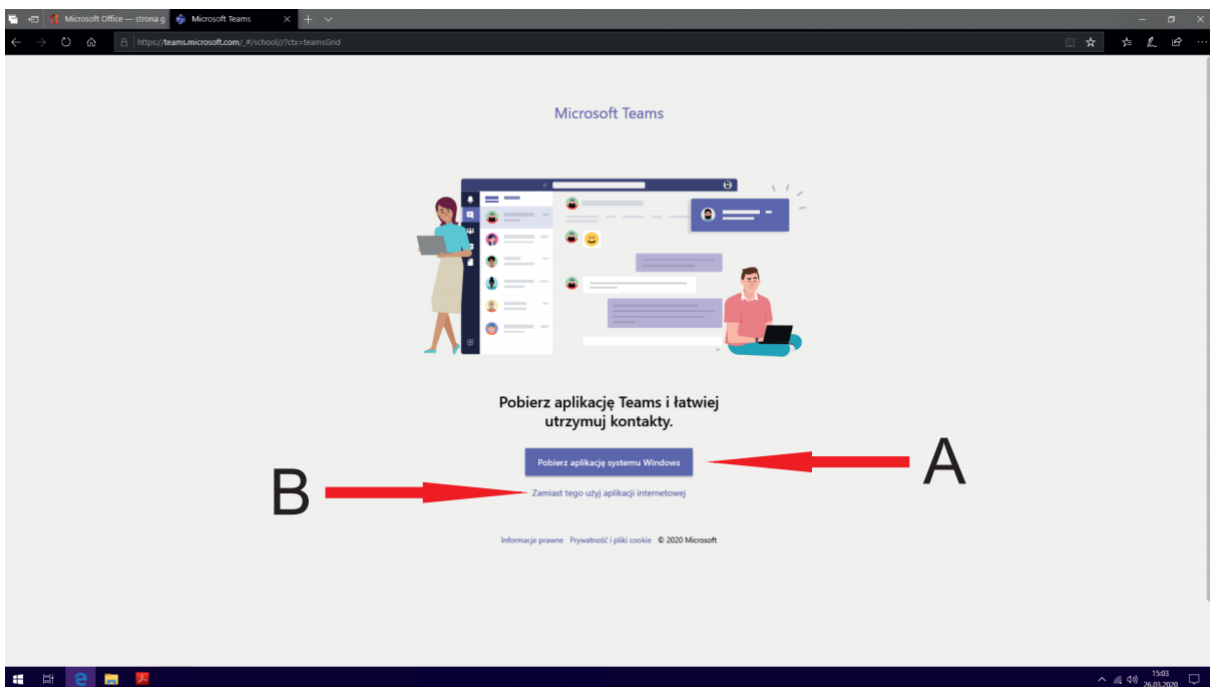 Microsoft Office — strona g
Microsoft Teams
https://teams.microsoft.com/_#/school//?ctx=teamsGrid
Microsoft Teams
Pobierz aplikację Teams i łatwiej
utrzymuj kontakty.
Pobierz aplikację systemu Windows
A
B
Zamiast tego użyj aplikacji internetowej
Informacje prawne Prywatność i pliki cookie © 2020 Microsoft
15:03
26.03.2020